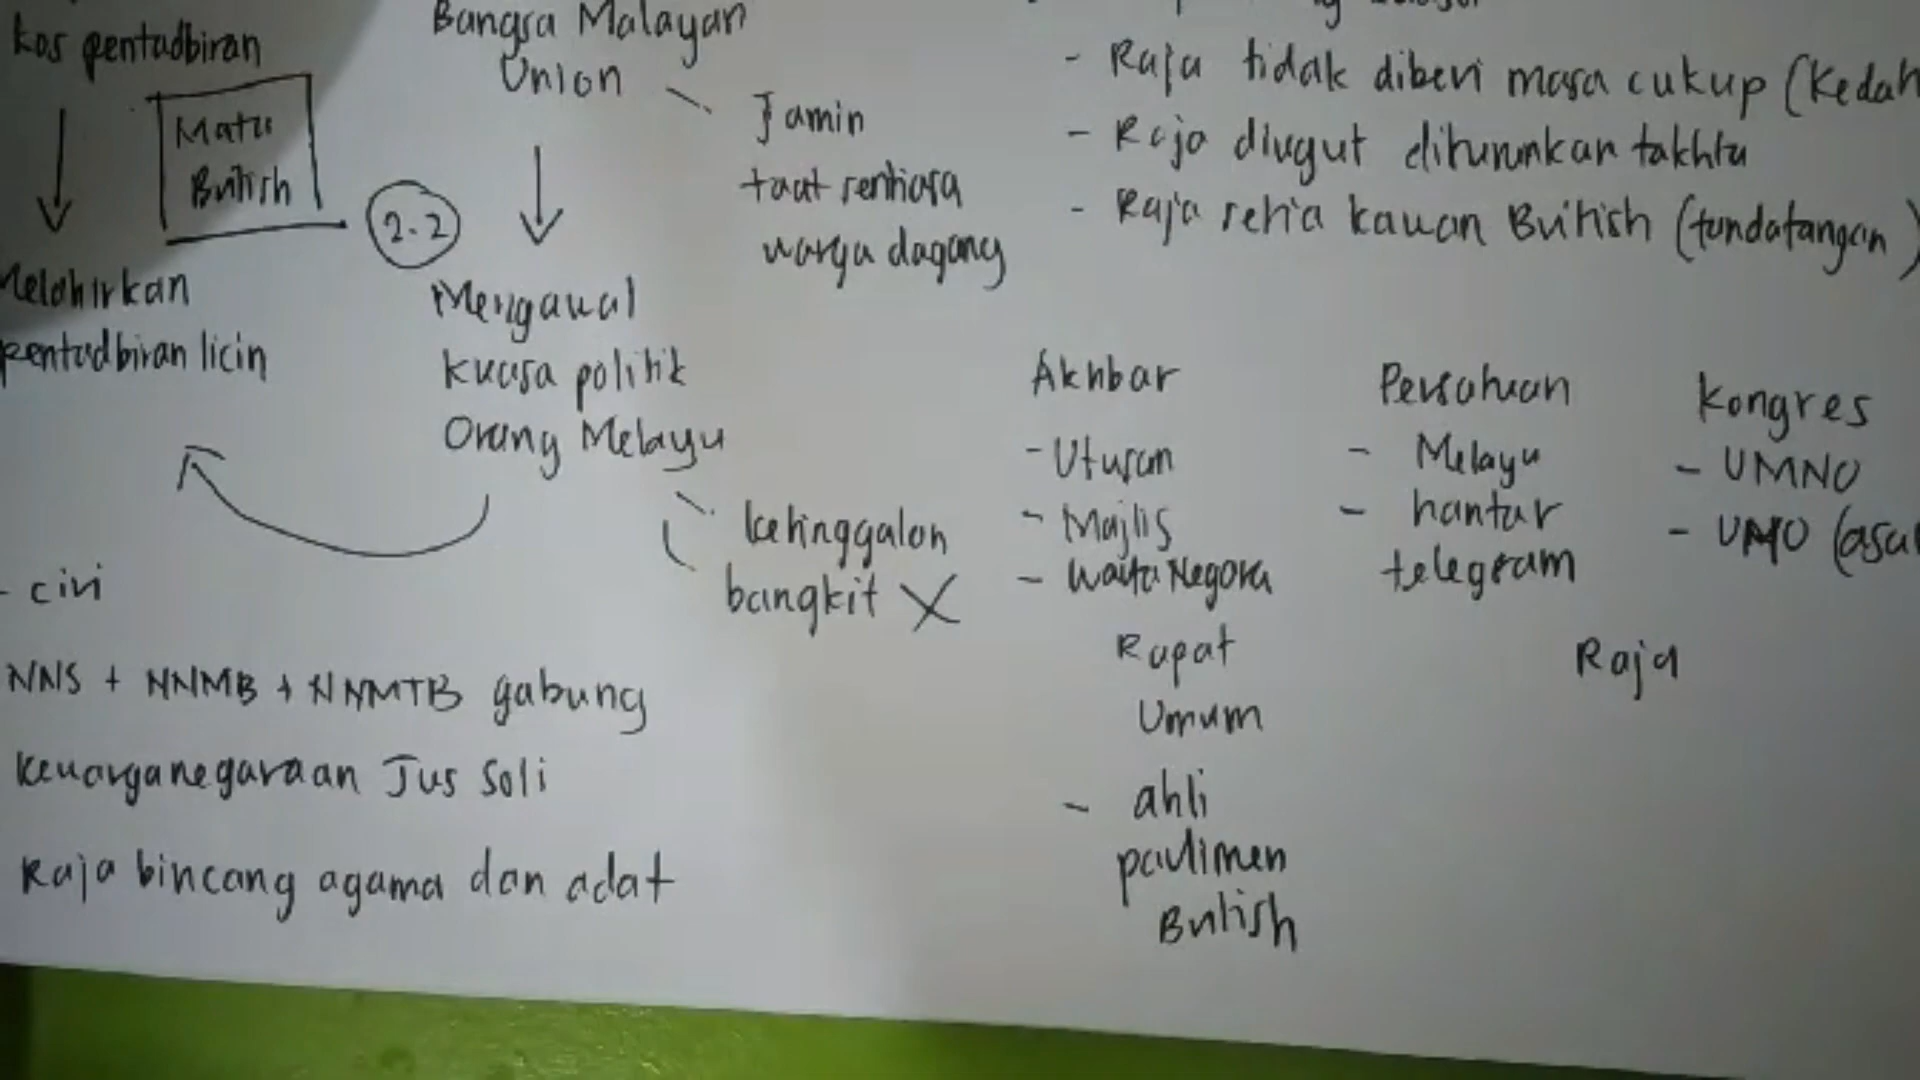 kos pentadbiran
↓
Matu
British
Melahirkan
pentadbiran licin
2.2
Bangsa Malayan
Union
↓
Jamin
taat sentiasa
warga dagang
Mengawal
kuasa politik
Orang Melayu
ketinggalan
bangkit X
- ciri
NNS + NNMB + NNMTB gabung
kewarganegaraan Jus Soli
Raja bincang agama dan adat
- Raja tidak diberi masa cukup (Kedah
- Raja diugut diturunkan takhta
- Raja setia kawan British (tandatangan)
Akhbar
- Utusan
- Majlis
- Warta Negara
Persatuan
- Melayu
- hantar
telegram
Kongres
- UMNO
- UMO (asal
Rapat
Umum
Raja
- ahli
parlimen
British